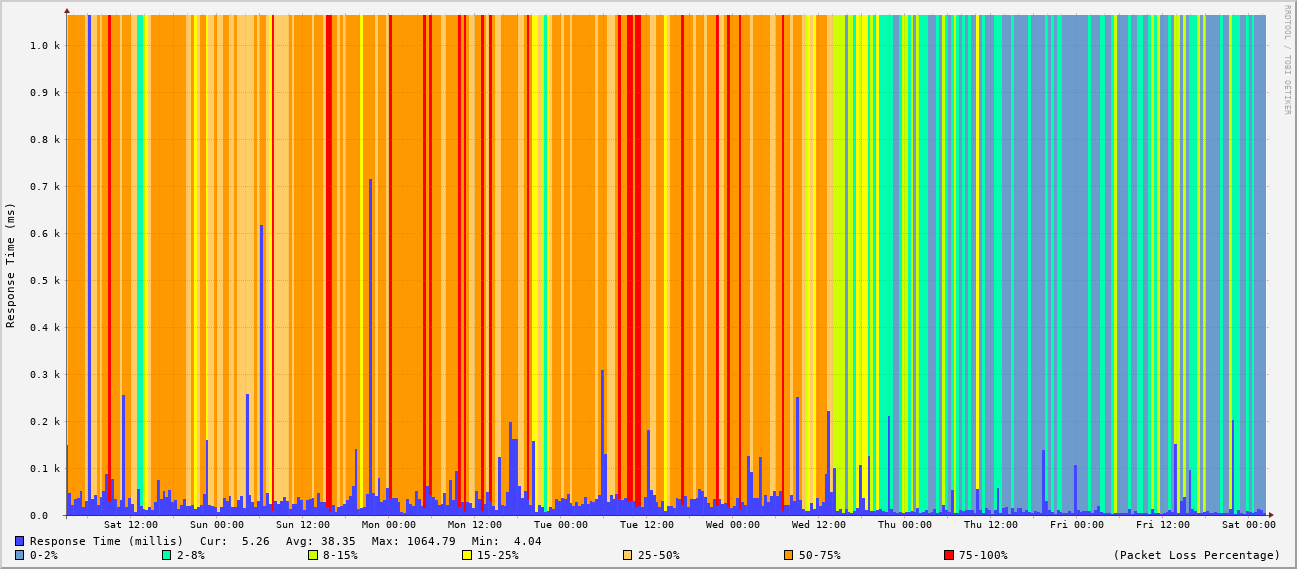 RRDTOOL / TOBI OETIKER
Response Time (ms)
1.0 k
0.9 k
0.8 k
0.7 k
0.6 k
0.5 k
0.4 k
0.3 k
0.2 k
0.1 k
0.0
Sat 12:00 Sun 00:00 Sun 12:00 Mon 00:00 Mon 12:00 Tue 00:00 Tue 12:00 Wed 00:00 Wed 12:00 Thu 00:00 Thu 12:00 Fri 00:00 Fri 12:00 Sat 00:00
Response Time (millis) Cur: 5.26 Avg: 38.35 Max: 1064.79 Min: 4.04
0-2% 2-8% 8-15% 15-25% 25-50% 50-75% 75-100% (Packet Loss Percentage)